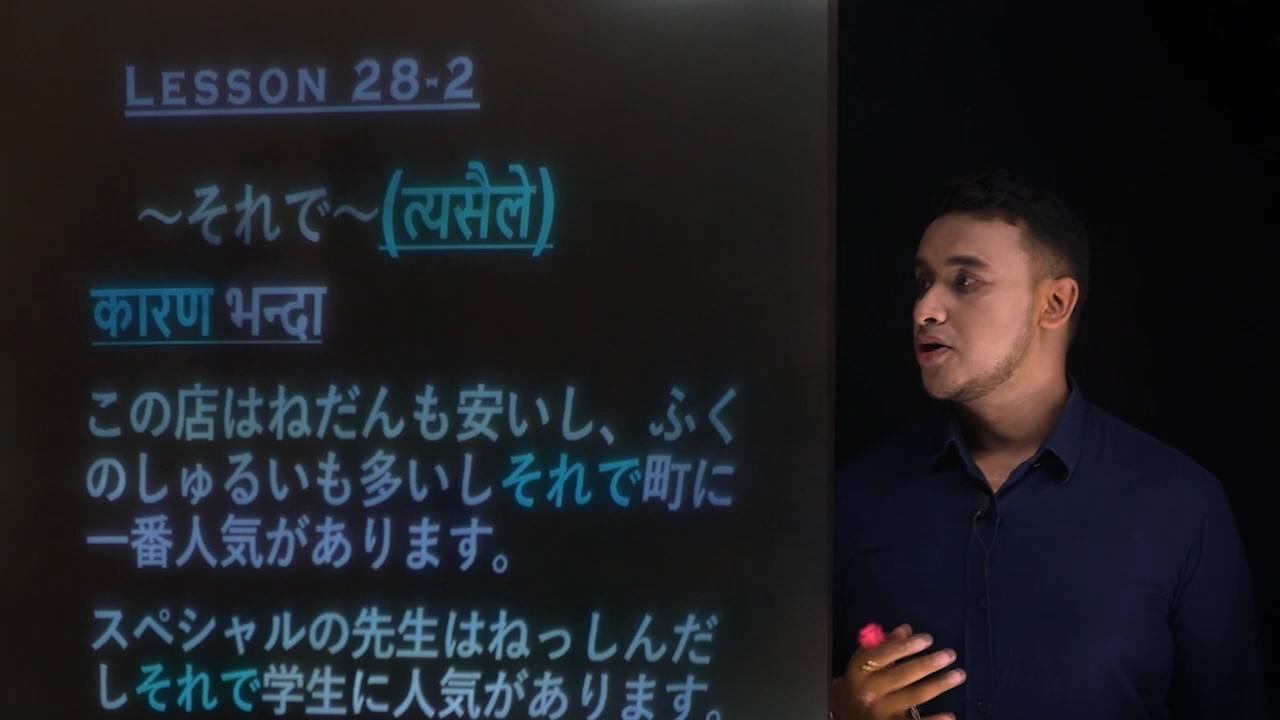 LESSON 28-2
～それで～(त्यसैले)
कारण भन्दा
この店はねだんも安いし、ふく
のしゅるいも多いしそれで町に
一番人気があります。
スペシャルの先生はねっしんだ
しそれで学生に人気があります。